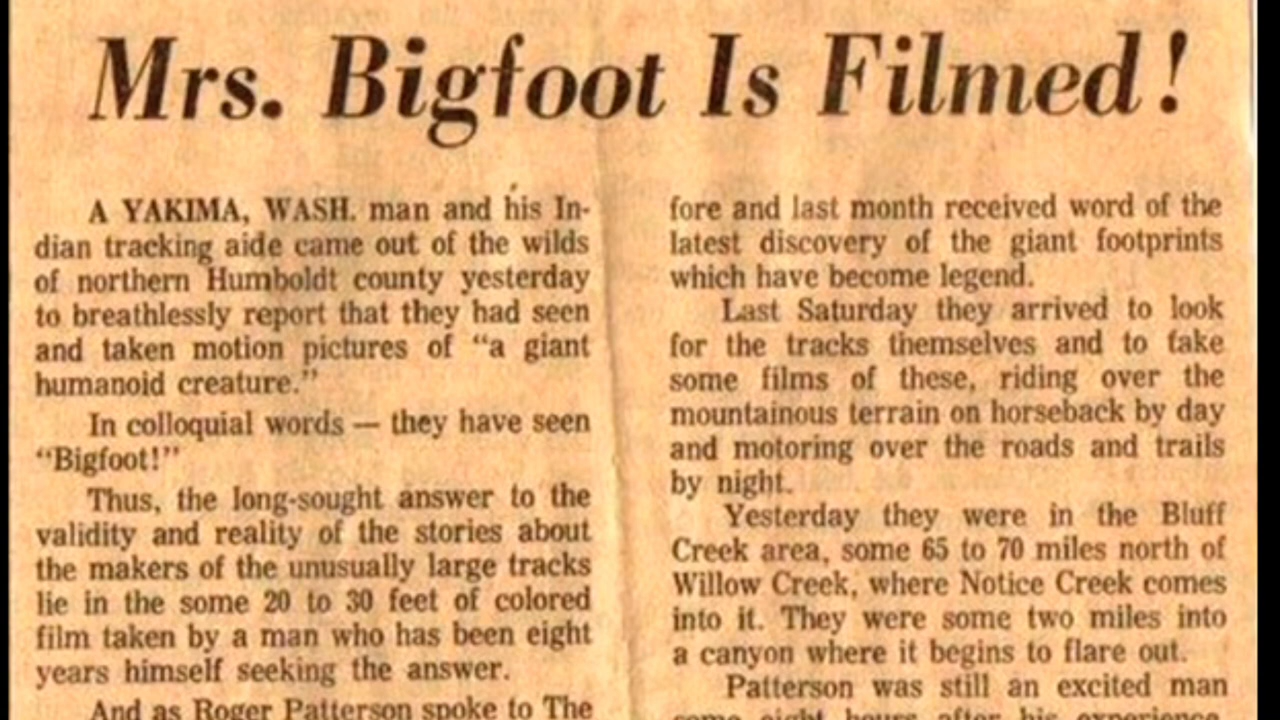 Mrs. Bigfoot Is Filmed!
A YAKIMA, WASH. man and his In-
dian tracking aide came out of the wilds
of northern Humboldt county yesterday
to breathlessly report that they had seen
and taken motion pictures of “a giant
humanoid creature.”
In colloquial words — they have seen
“Bigfoot!”
Thus, the long-sought answer to the
validity and reality of the stories about
the makers of the unusually large tracks
lie in the some 20 to 30 feet of colored
film taken by a man who has been eight
years himself seeking the answer.
And as Roger Patterson spoke to The
fore and last month received word of the
latest discovery of the giant footprints
which have become legend.
Last Saturday they arrived to look
for the tracks themselves and to take
some films of these, riding over the
mountainous terrain on horseback by day
and motoring over the roads and trails
by night.
Yesterday they were in the Bluff
Creek area, some 65 to 70 miles north of
Willow Creek, where Notice Creek comes
into it. They were some two miles into
a canyon where it begins to flare out.
Patterson was still an excited man
some eight hours after his experience.